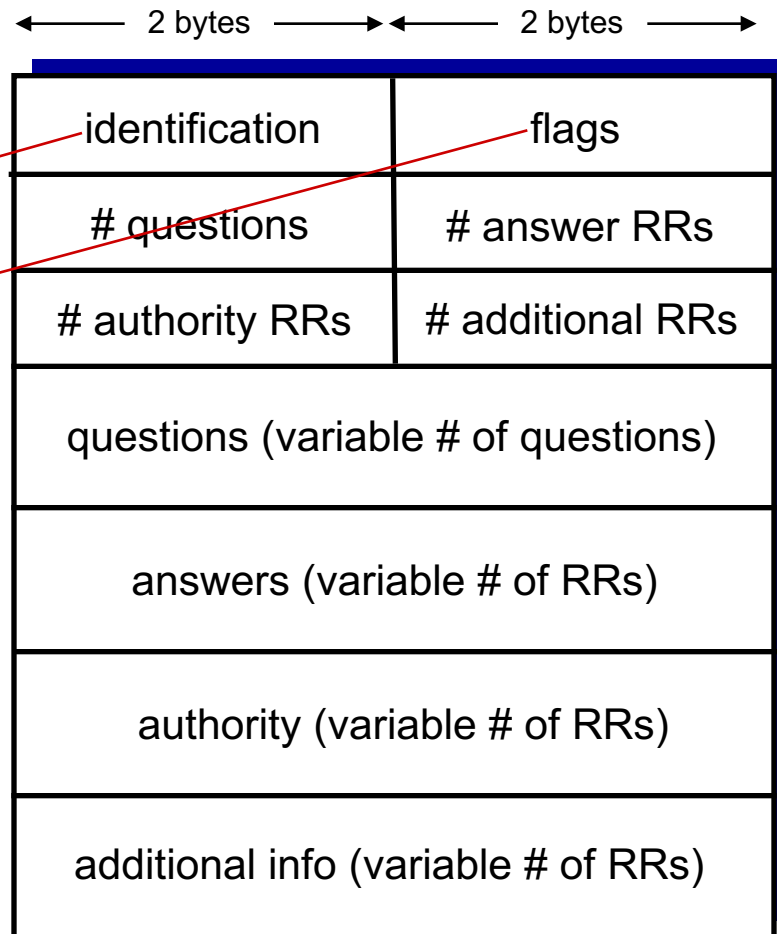 2 bytes 2 bytes
identification flags
# questions # answer RRs
# authority RRs # additional RRs
questions (variable # of questions)
answers (variable # of RRs)
authority (variable # of RRs)
additional info (variable # of RRs)